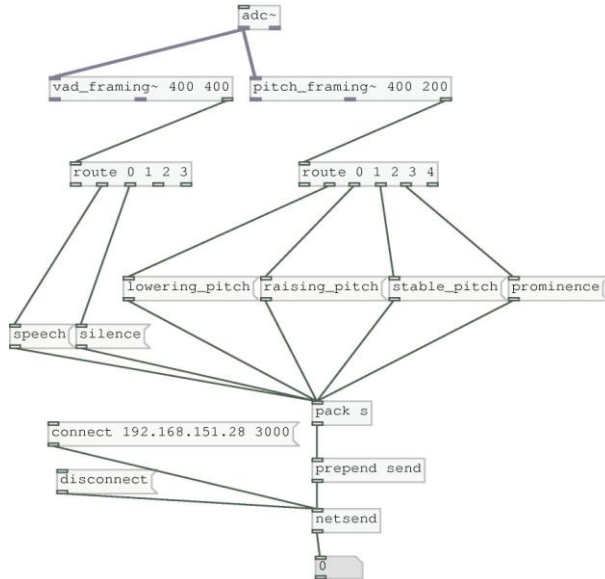 adc~
vad_framing~ 400 400
pitch_framing~ 400 200
route 0 1 2 3
route 0 1 2 3 4
lowering_pitch
raising_pitch
stable_pitch
prominence
speech
silence
pack s
connect 192.168.151.28 3000
prepend send
disconnect
netsend
0